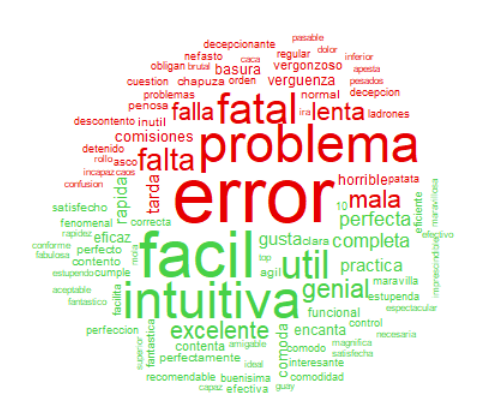 pasable
decepcionante dolor
nefasto regular inferior
obligan brutal basura caca vergonzoso apesta
cuestion chapuza orden verguenza pesados
problemas normal decepcion
penosa falla fatal ira lenta ladrones
descontento inutil
comisiones problema
detenido falta
rollo asco
incapaz caos horrible patata
confusion rapida tarda error mala
satisfecho 10 perfecta eficiente maravillosa
fenomenal correcta
rapidez eficaz facil gusta clara completa efectivo
conforme perfecto mola top util imprescindible
fabulosa contento agil practica
estupendo cumple maravilla
aceptable facilita intuitiva genial estupenda
fantastico funcional espectacular
perfeccion excelente comoda encanta control
necesaria
superior fantastica contenta amigable comodo magnifica
perfectamente satisfecha
ideal interesante
recomendable buenisima comodidad
capaz efectiva guay